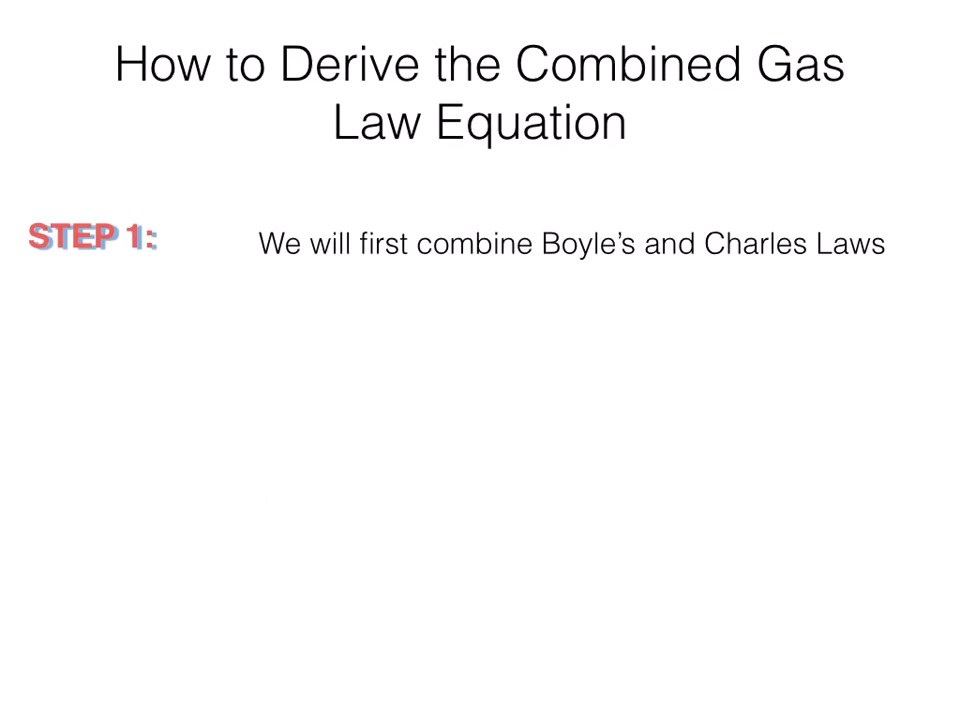 How to Derive the Combined Gas
Law Equation
STEP 1:
We will first combine Boyle’s and Charles Laws